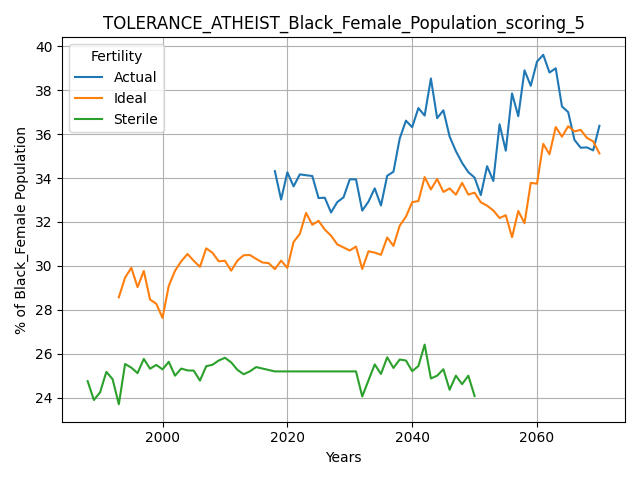 TOLERANCE_ATHEIST_Black_Female_Population_scoring_5
Fertility
Actual
Ideal
Sterile
% of Black_Female Population
40
38
36
34
32
30
28
26
24
2000
2020
2040
2060
Years